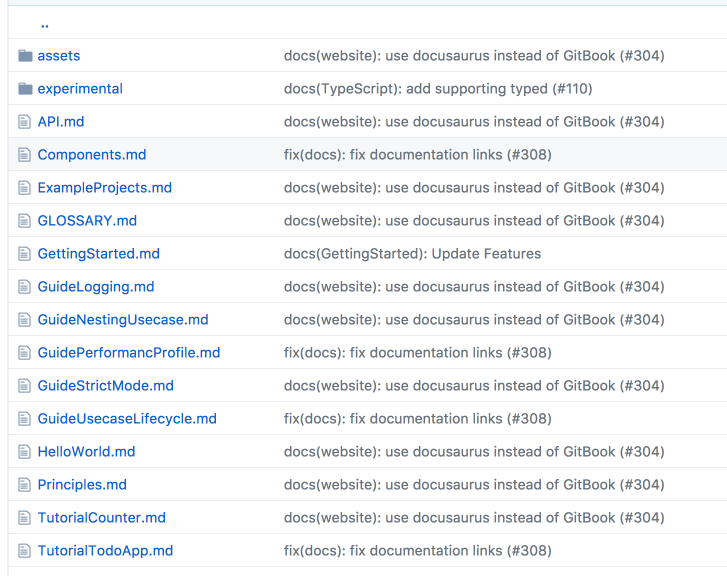 ..
assets docs(website): use docusaurus instead of GitBook (#304)
experimental docs(TypeScript): add supporting typed (#110)
API.md docs(website): use docusaurus instead of GitBook (#304)
Components.md fix(docs): fix documentation links (#308)
ExampleProjects.md docs(website): use docusaurus instead of GitBook (#304)
GLOSSARY.md docs(website): use docusaurus instead of GitBook (#304)
GettingStarted.md docs(GettingStarted): Update Features
GuideLogging.md docs(website): use docusaurus instead of GitBook (#304)
GuideNestingUsecase.md docs(website): use docusaurus instead of GitBook (#304)
GuidePerformancProfile.md fix(docs): fix documentation links (#308)
GuideStrictMode.md docs(website): use docusaurus instead of GitBook (#304)
GuideUsecaseLifecycle.md fix(docs): fix documentation links (#308)
HelloWorld.md docs(website): use docusaurus instead of GitBook (#304)
Principles.md docs(website): use docusaurus instead of GitBook (#304)
TutorialCounter.md docs(website): use docusaurus instead of GitBook (#304)
TutorialTodoApp.md fix(docs): fix documentation links (#308)